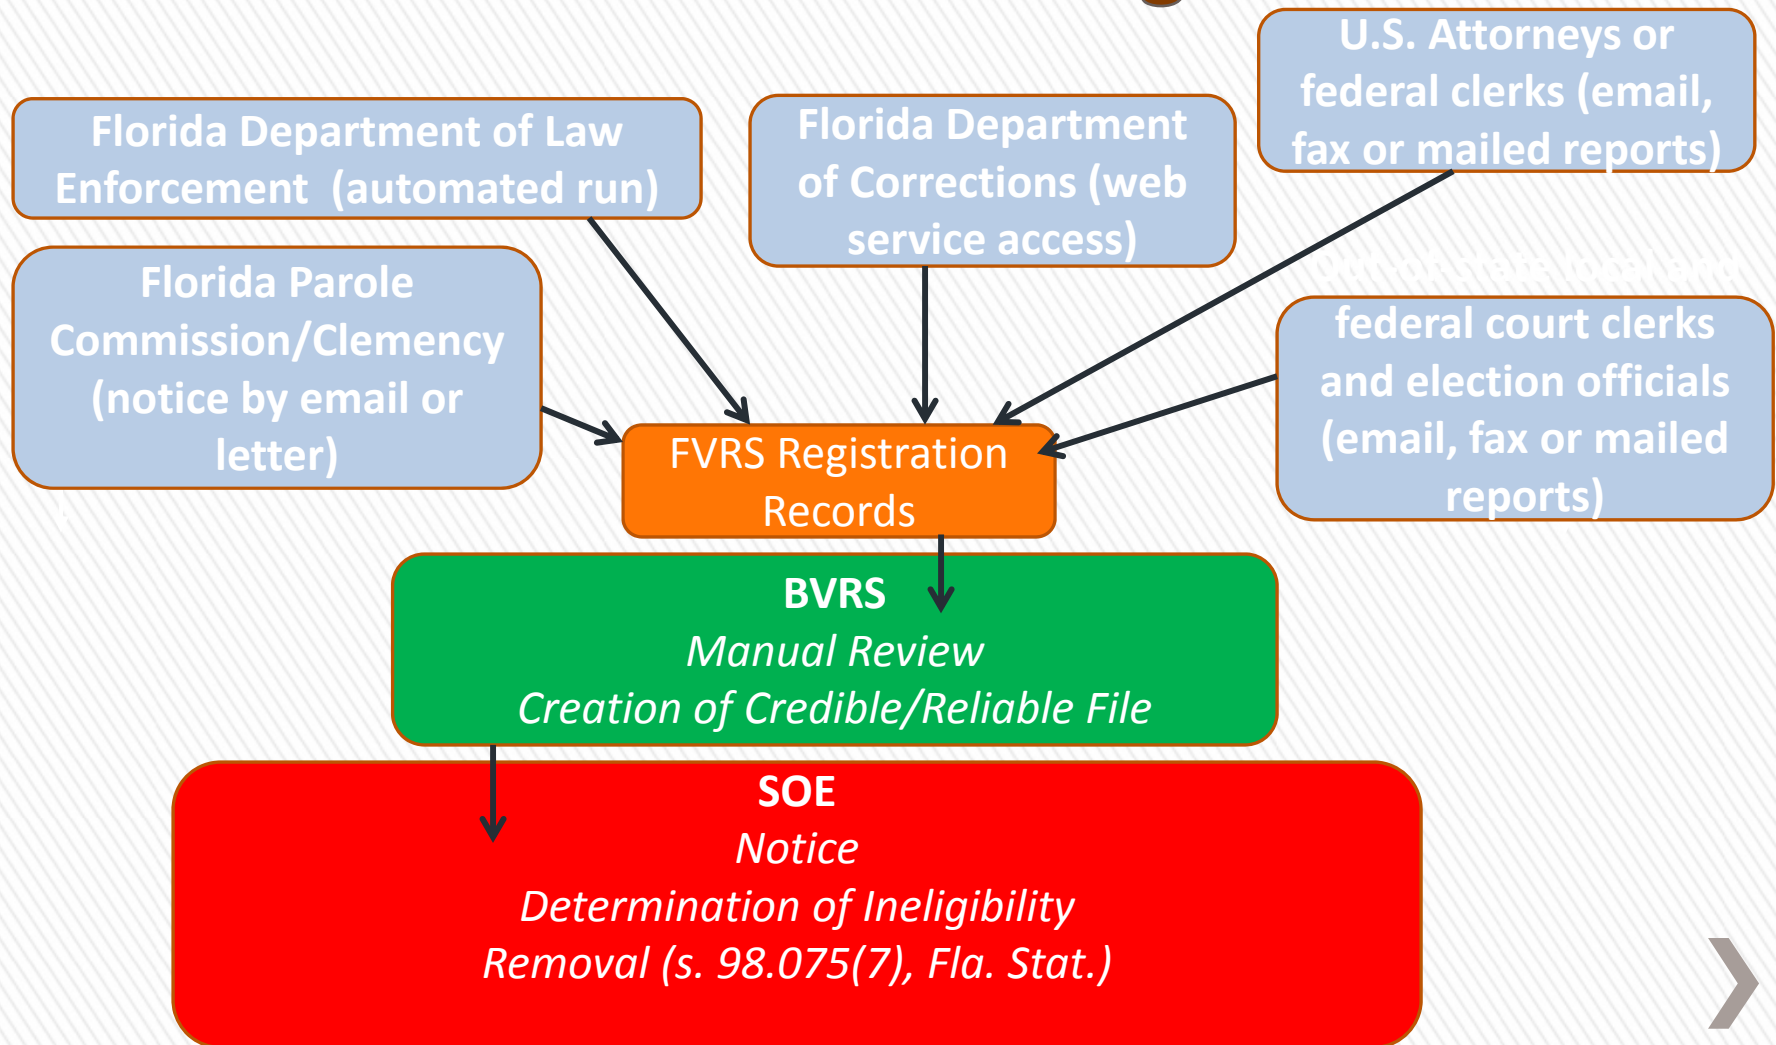 U.S. Attorneys or
federal clerks (email,
fax or mailed reports)
Florida Department of Law
Enforcement (automated run)
Florida Department
of Corrections (web
service access)
Florida Parole
Commission/Clemency
(notice by email or
letter)
federal court clerks
and election officials
(email, fax or mailed
reports)
FVRS Registration
Records
BVRS
Manual Review
Creation of Credible/Reliable File
SOE
Notice
Determination of Ineligibility
Removal (s. 98.075(7), Fla. Stat.)